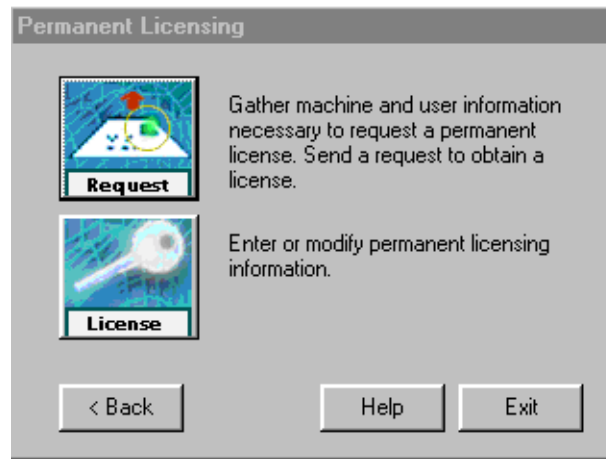 Permanent Licensing
Gather machine and user information
necessary to request a permanent
license. Send a request to obtain a
license.
Request
Enter or modify permanent licensing
information.
License
< Back
Help
Exit